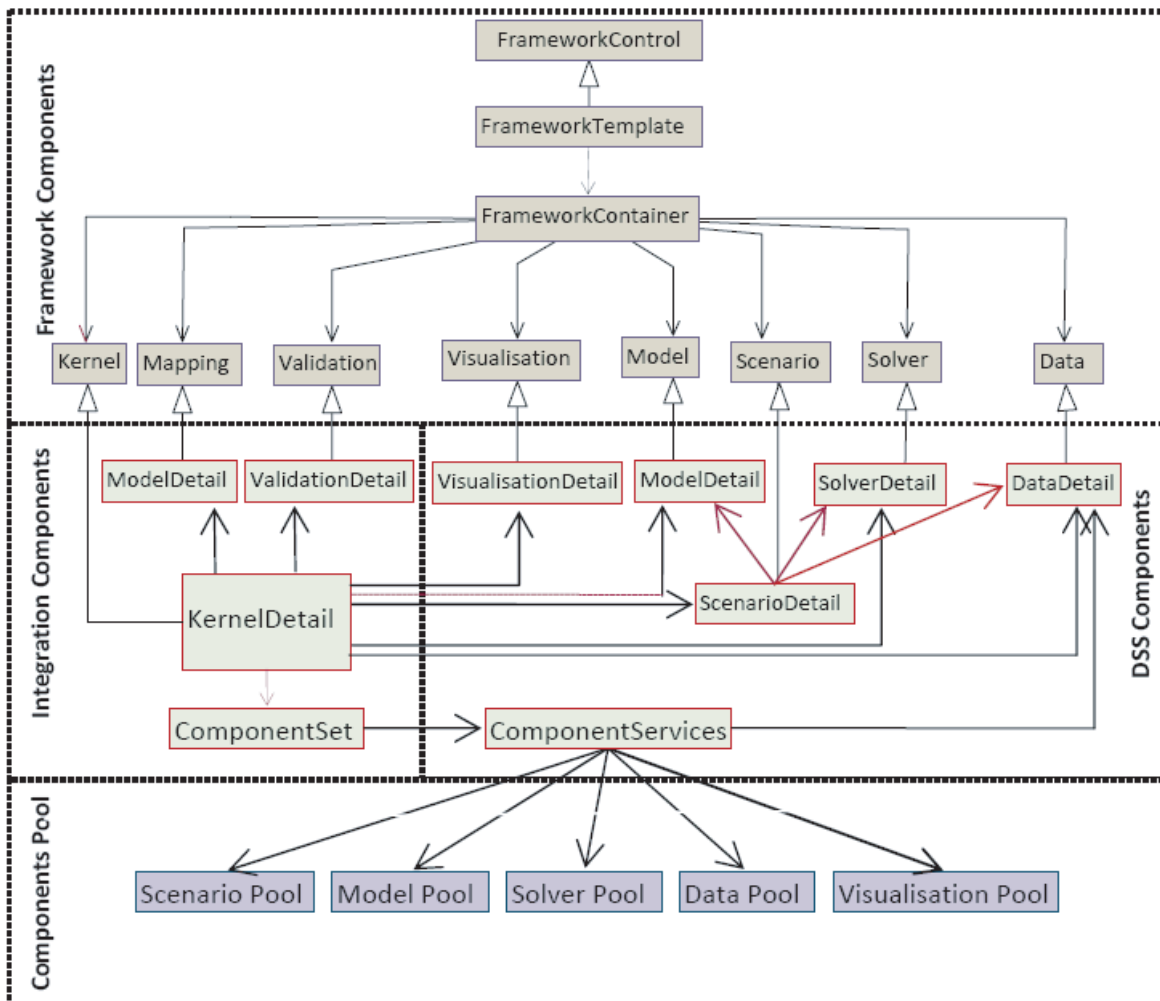 FrameworkControl
FrameworkTemplate
FrameworkContainer
Framework Components
Kernel
Mapping
Validation
Visualisation
Model
Scenario
Solver
Data
Integration Components
ModelDetail
ValidationDetail
VisualisationDetail
ModelDetail
SolverDetail
DataDetail
DSS Components
KernelDetail
ScenarioDetail
ComponentSet
ComponentServices
Components Pool
Scenario Pool
Model Pool
Solver Pool
Data Pool
Visualisation Pool